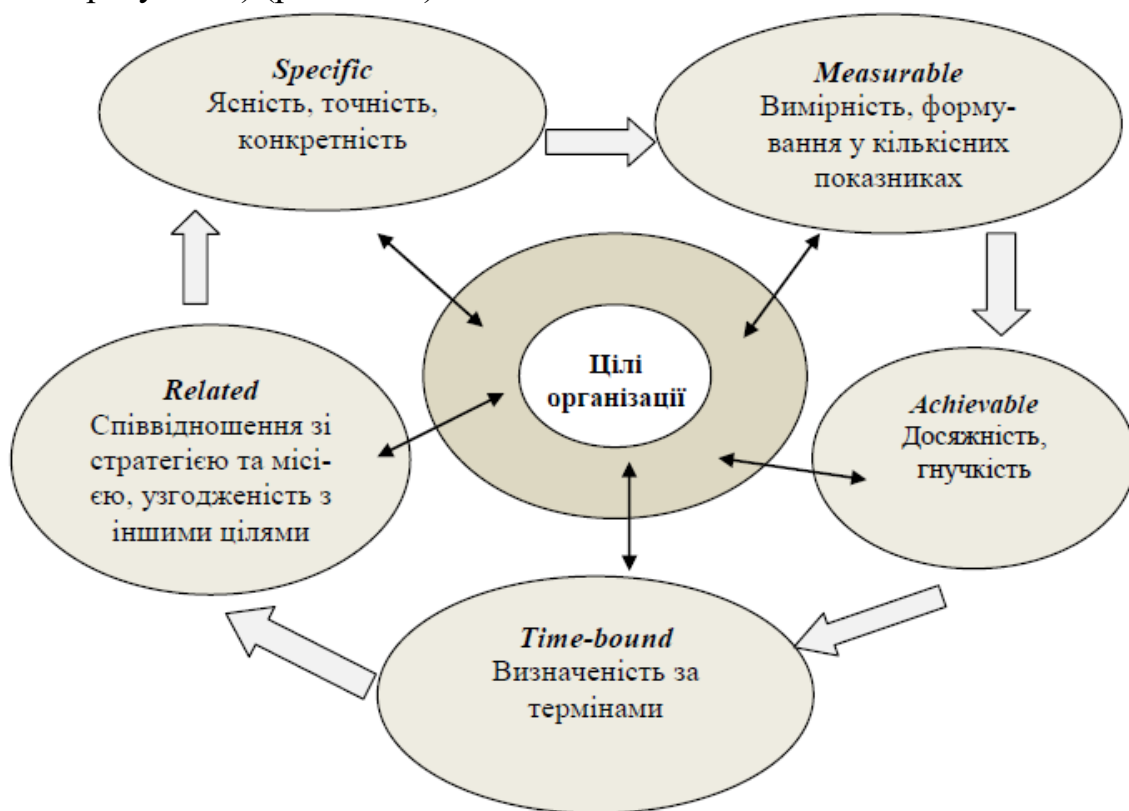 Specific
Ясність, точність,
конкретність
Measurable
Вимірність, форму-
вання у кількісних
показниках
Цілі
організації
Related
Співвідношення зі
стратегією та місі-
єю, узгодженість з
іншими цілями
Achievable
Досяжність,
гнучкість
Time-bound
Визначеність за
термінами